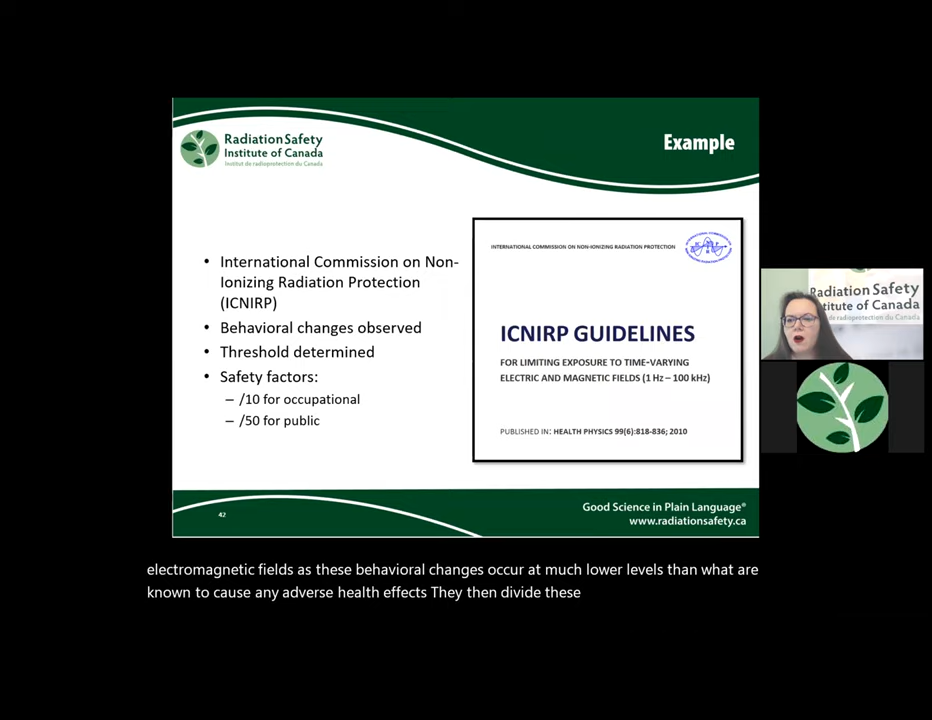 RadiationSafety
Institute of Canada
Institut de radioprotection du Canada
Example
• International Commission on Non-
Ionizing Radiation Protection
(ICNIRP)
• Behavioral changes observed
• Threshold determined
• Safety factors:
– /10 for occupational
– /50 for public
INTERNATIONAL COMMISSION ON NON-IONIZING RADIATION PROTECTION
ICNIRP GUIDELINES
FOR LIMITING EXPOSURE TO TIME-VARYING
ELECTRIC AND MAGNETIC FIELDS (1 Hz – 100 kHz)
PUBLISHED IN: HEALTH PHYSICS 99(6):818-836; 2010
42
Good Science in Plain Language®
www.radiationsafety.ca
Radiation Safety
titute of Canada
de radioprotection du Canada
electromagnetic fields as these behavioral changes occur at much lower levels than what are
known to cause any adverse health effects They then divide these